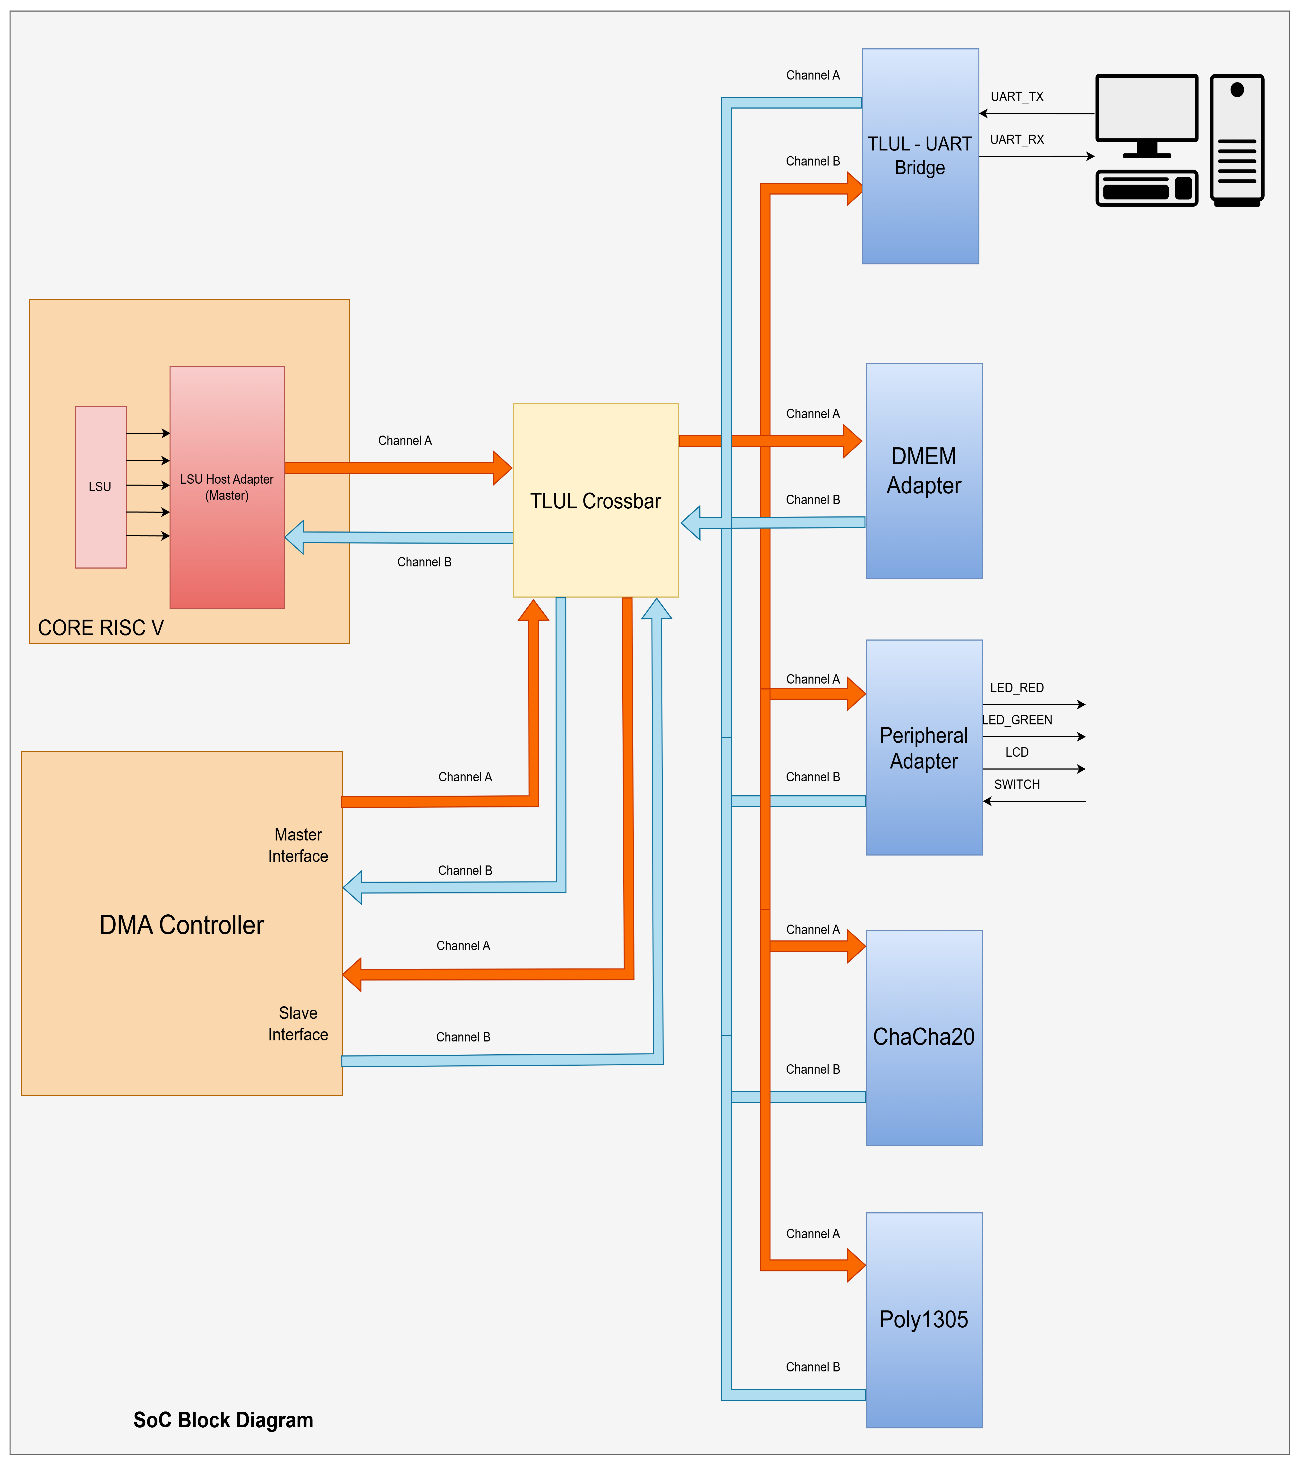 Channel A
UART_TX
TLUL - UART
Bridge
UART_RX
Channel B
Channel A
DMEM
Adapter
Channel B
LSU
LSU Host Adapter
(Master)
Channel A
Channel B
CORE RISC V
TLUL Crossbar
Channel A
Peripheral
Adapter
Channel B
LED_RED
LED_GREEN
LCD
SWITCH
Channel A
Master
Interface
Channel B
DMA Controller
Channel A
Slave
Interface
Channel B
Channel A
ChaCha20
Channel B
Channel A
Poly1305
Channel B
SoC Block Diagram